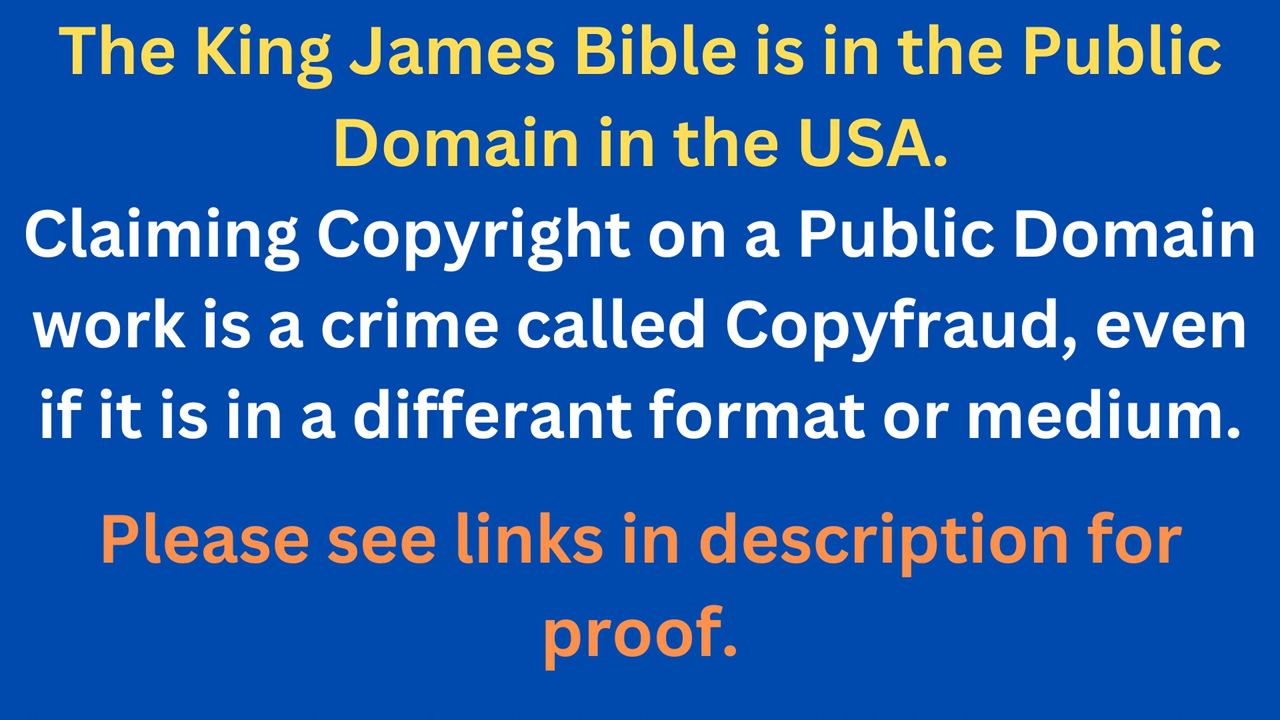 The King James Bible is in the Public
Domain in the USA.
Claiming Copyright on a Public Domain
work is a crime called Copyfraud, even
if it is in a differant format or medium.
Please see links in description for
proof.